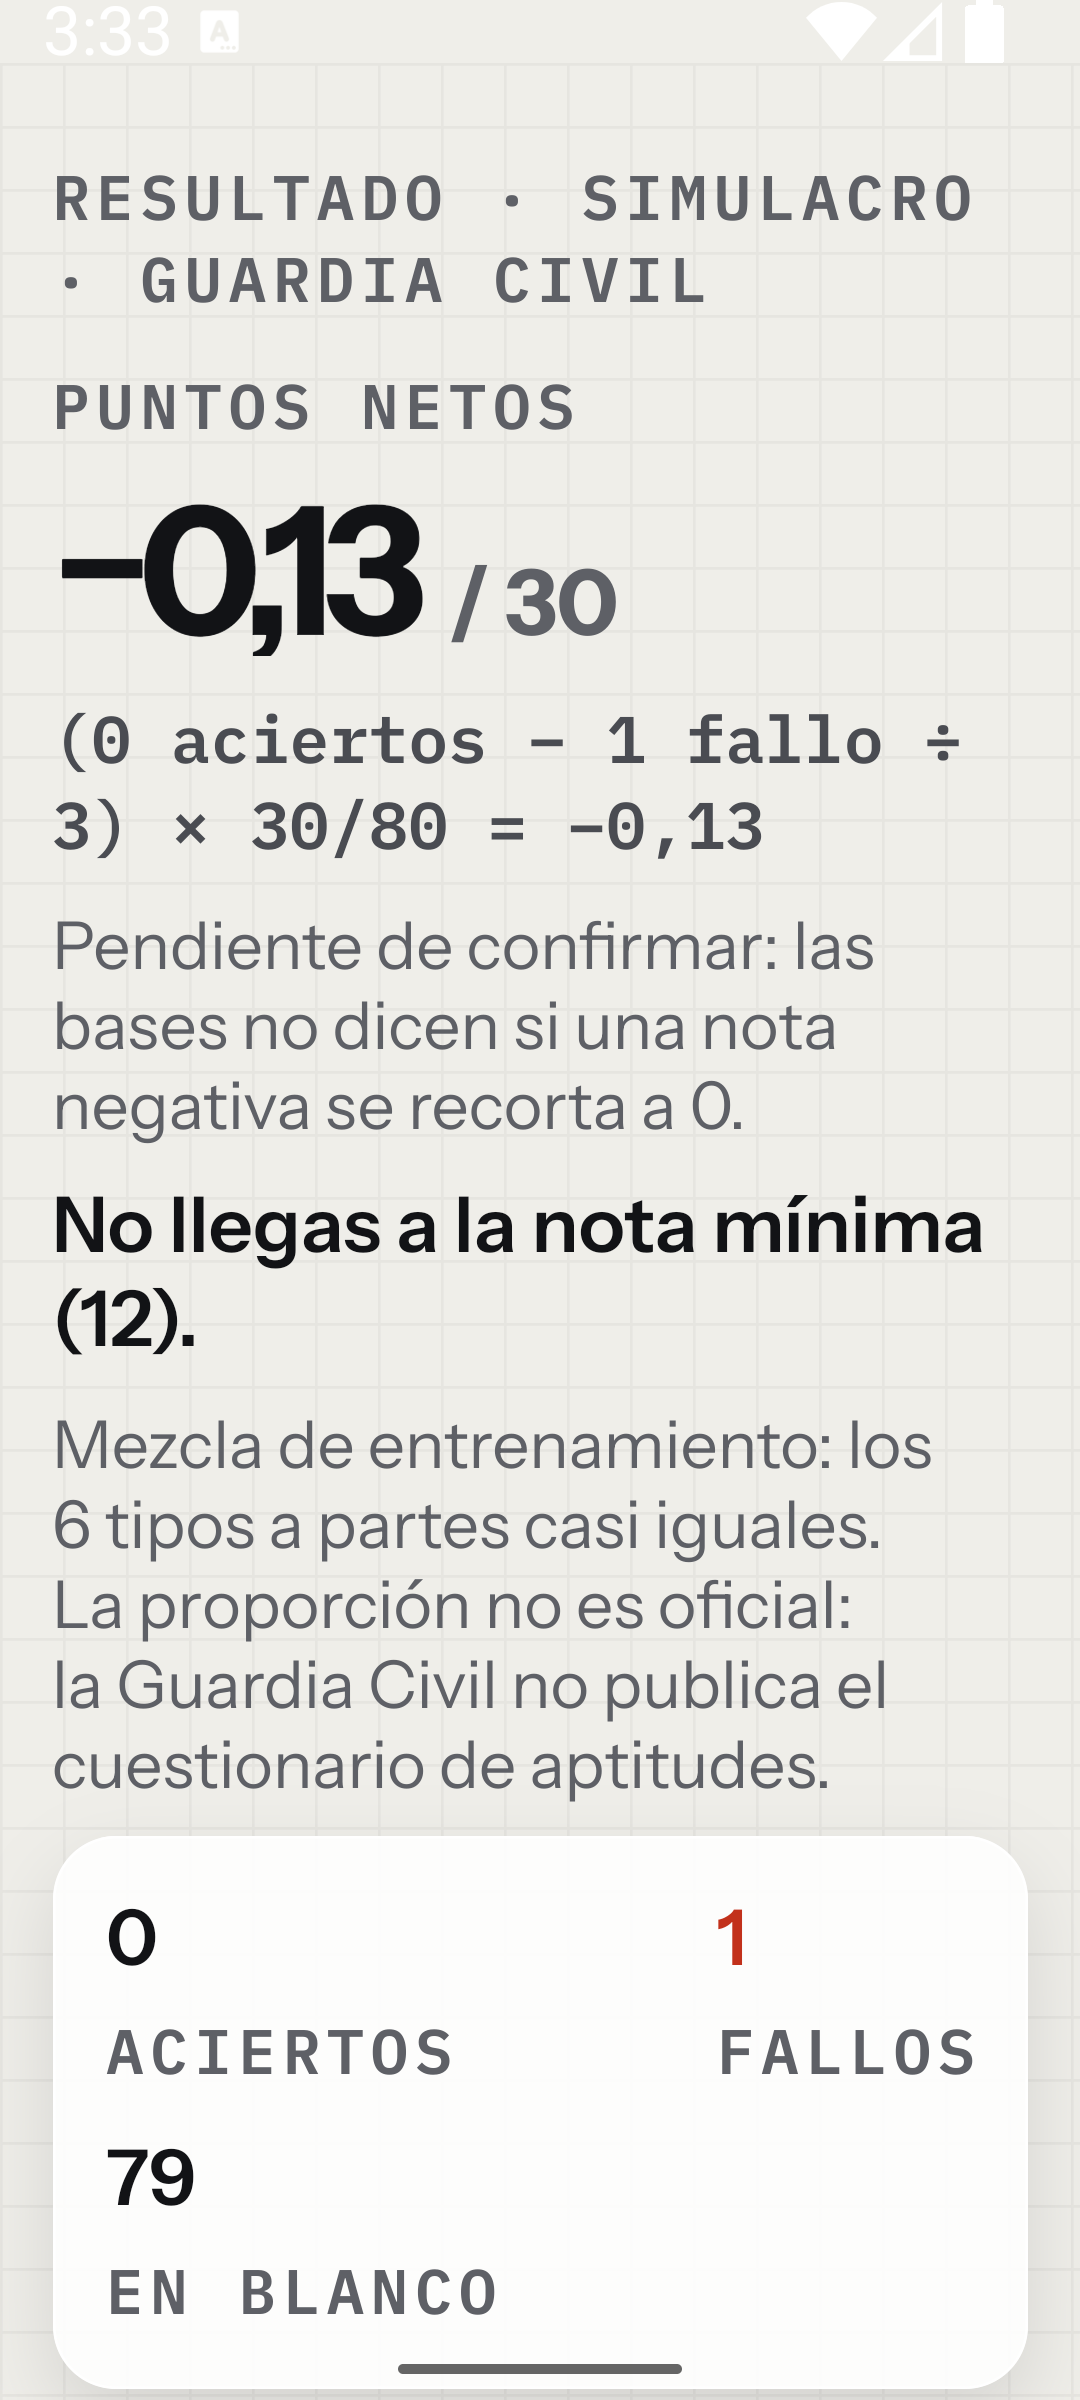 3:33
A
RESULTADO · SIMULACRO
· GUARDIA CIVIL
PUNTOS NETOS
−0,13 / 30
(0 aciertos − 1 fallo ÷
3) × 30/80 = −0,13
Pendiente de confirmar: las
bases no dicen si una nota
negativa se recorta a 0.
No llegas a la nota mínima
(12).
Mezcla de entrenamiento: los
6 tipos a partes casi iguales.
La proporción no es oficial:
la Guardia Civil no publica el
cuestionario de aptitudes.
0 1
ACIERTOS FALLOS
79
EN BLANCO